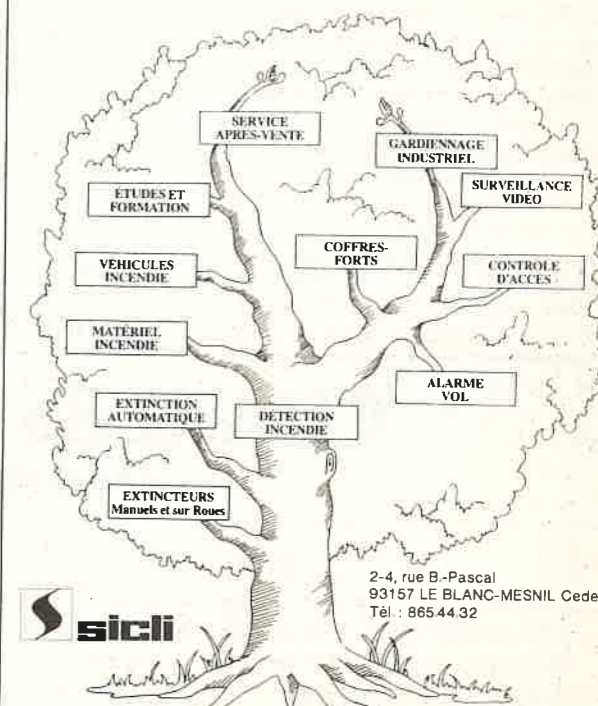 SERVICE
APRES-VENTE
GARDIENNAGE
INDUSTRIEL
ÉTUDES ET
FORMATION
SURVEILLANCE
VIDEO
COFFRES-
FORTS
VÉHICULES
INCENDIE
CONTROLE
D'ACCES
MATÉRIEL
INCENDIE
ALARME
VOL
EXTINCTION
AUTOMATIQUE
DÉTECTION
INCENDIE
EXTINCTEURS
Manuels et sur Roues
2-4, rue B.-Pascal
93157 LE BLANC-MESNIL Cede
Tél. : 865.44.32
sicli